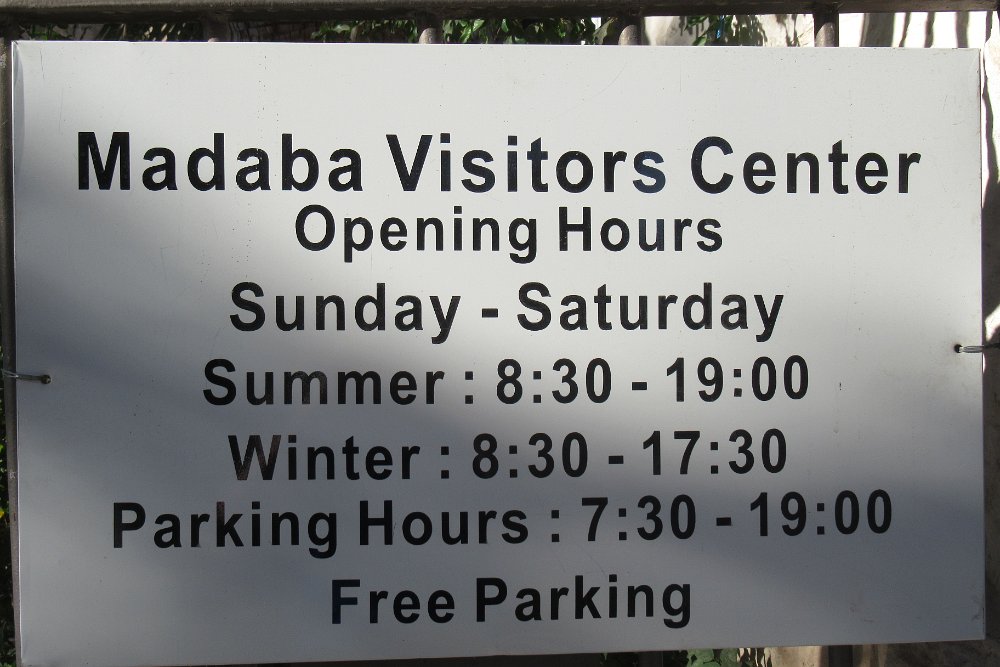 Madaba Visitors Center
Opening Hours
Sunday - Saturday
Summer : 8:30 - 19:00
Winter : 8:30 - 17:30
Parking Hours : 7:30 - 19:00
Free Parking